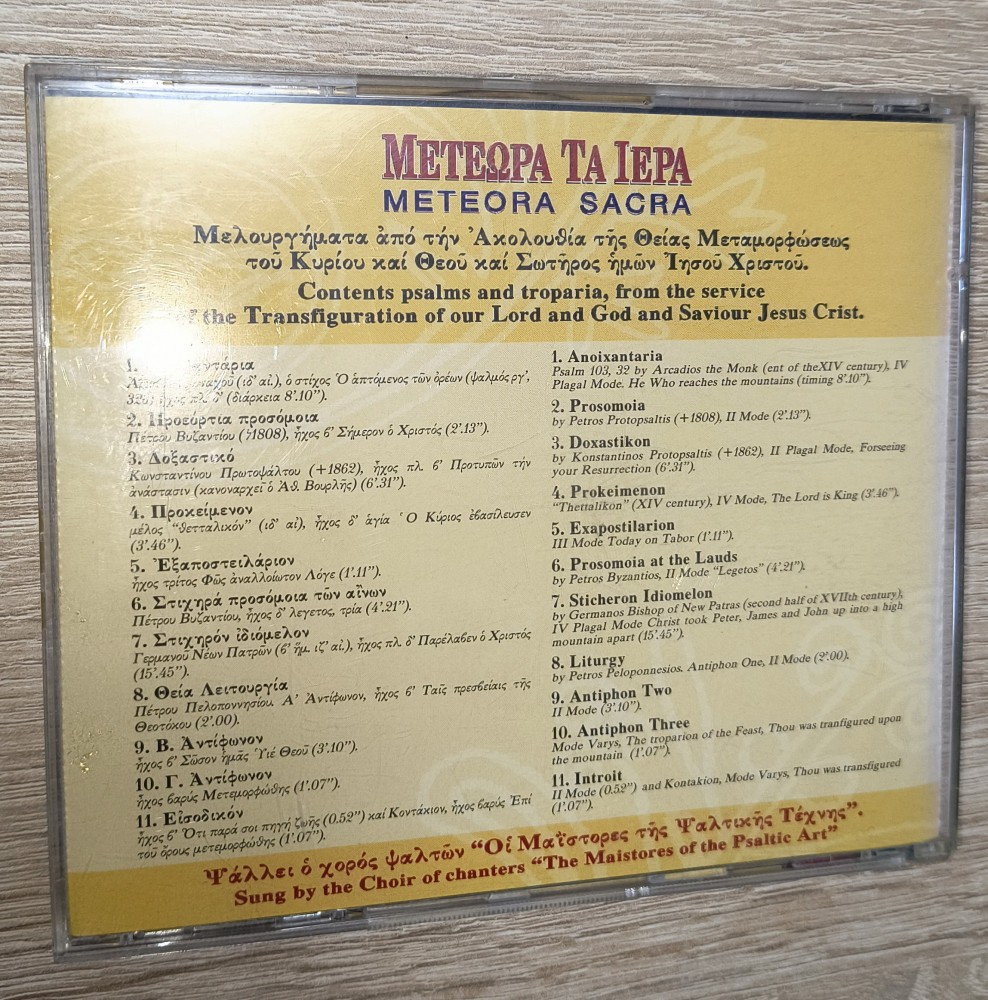 ΜΕΤΕΩΡΑ ΤΑ ΙΕΡΑ
METEORA SACRA
Μελουργήματα ἀπό τήν Ἀκολουθία τῆς Θείας Μεταμορφώσεως
τοῦ Κυρίου καί Θεοῦ καί Σωτῆρος ἡμῶν Ἰησοῦ Χριστοῦ.
Contents psalms and troparia, from the service
the Transfiguration of our Lord and God and Saviour Jesus Crist.
1.
ὁ στίχος Ὁ ἁπτόμενος τῶν ὀρέων (ψαλμός ργ',
πλ. δ' (διάρκεια 8'.10").
2. Προεόρτια προσόμοια
Πέτρου Βυζαντίου (+1808), ἦχος β' Σήμερον ὁ Χριστός (2'.13").
3. Δοξαστικό
Κωνσταντίνου Πρωτοψάλτου (+1862), ἦχος πλ. β' Προτυπῶν τήν
ἀνάστασιν (κανοναρχεῖ ὁ Ἀθ. Βουρλῆς) (6'.31").
4. Προκείμενον
μέλος "θετταλικόν" (ιδ' αἰ), ἦχος δ' ἁγία Ὁ Κύριος ἐβασίλευσεν
(3'.46").
5. Ἐξαποστειλάριον
ἦχος τρίτος Φῶς ἀναλλοίωτον Λόγε (1'.11").
6. Στιχηρά προσόμοια τῶν αἴνων
Πέτρου Βυζαντίου, ἦχος δ' λεγετος, τρία (4'.21").
7. Στιχηρόν ἰδιόμελον
Γερμανοῦ Νέων Πατρῶν (β' ἥμ. ιζ' αἰ.), ἦχος πλ. δ' Παρέλαβεν ὁ Χριστός
(15'.45").
8. Θεία Λειτουργία
Πέτρου Πελοποννησίου. Α' Ἀντίφωνον, ἦχος β' Ταῖς πρεσβείαις τῆς
Θεοτόκου (2'.00).
9. Β. Ἀντίφωνον
ἦχος β' Σῶσον ἡμᾶς Υἱέ Θεοῦ (3'.10").
10. Γ. Ἀντίφωνον
ἦχος βαρύς Μετεμορφώθης (1'.07").
11. Εἰσοδικόν
ἦχος β' Ὅτι παρά σοι πηγή ζωῆς (0.52") καί Κοντάκιον, ἦχος βαρύς Ἐπί
τοῦ ὄρους μετεμορφώθης (1'.07").
1. Anoixantaria
Psalm 103, 32 by Arcadios the Monk (ent of theXIV century), IV
Plagal Mode. He Who reaches the mountains (timing 8'.10").
2. Prosomoia
by Petros Protopsaltis (+1808), II Mode (2'.13").
3. Doxastikon
by Konstantinos Protopsaltis (+1862), II Plagal Mode, Forseeing
your Resurrection (6'.31").
4. Prokeimenon
"Thettalikon" (XIV century), IV Mode, The Lord is King (3'.46").
5. Exapostilarion
III Mode Today on Tabor (1'.11").
6. Prosomoia at the Lauds
by Petros Byzantios, II Mode "Legetos" (4'.21").
7. Sticheron Idiomelon
by Germanos Bishop of New Patras (second half of XVIIth century),
IV Plagal Mode Christ took Peter, James and John up into a high
mountain apart (15'.45").
8. Liturgy
by Petros Peloponnesios. Antiphon One, II Mode (2'.00).
9. Antiphon Two
II Mode (3'.10").
10. Antiphon Three
Mode Varys, The troparion of the Feast, Thou was tranfigured upon
the mountain (1'.07").
11. Introit
II Mode (0.52") and Kontakion, Mode Varys, Thou was transfigured
(1'.07").
Ψάλλει ὁ χορός ψαλτῶν "Οἱ Μαΐστορες τῆς Ψαλτικῆς Τέχνης".
Sung by the Choir of chanters "The Maistores of the Psaltic Art"